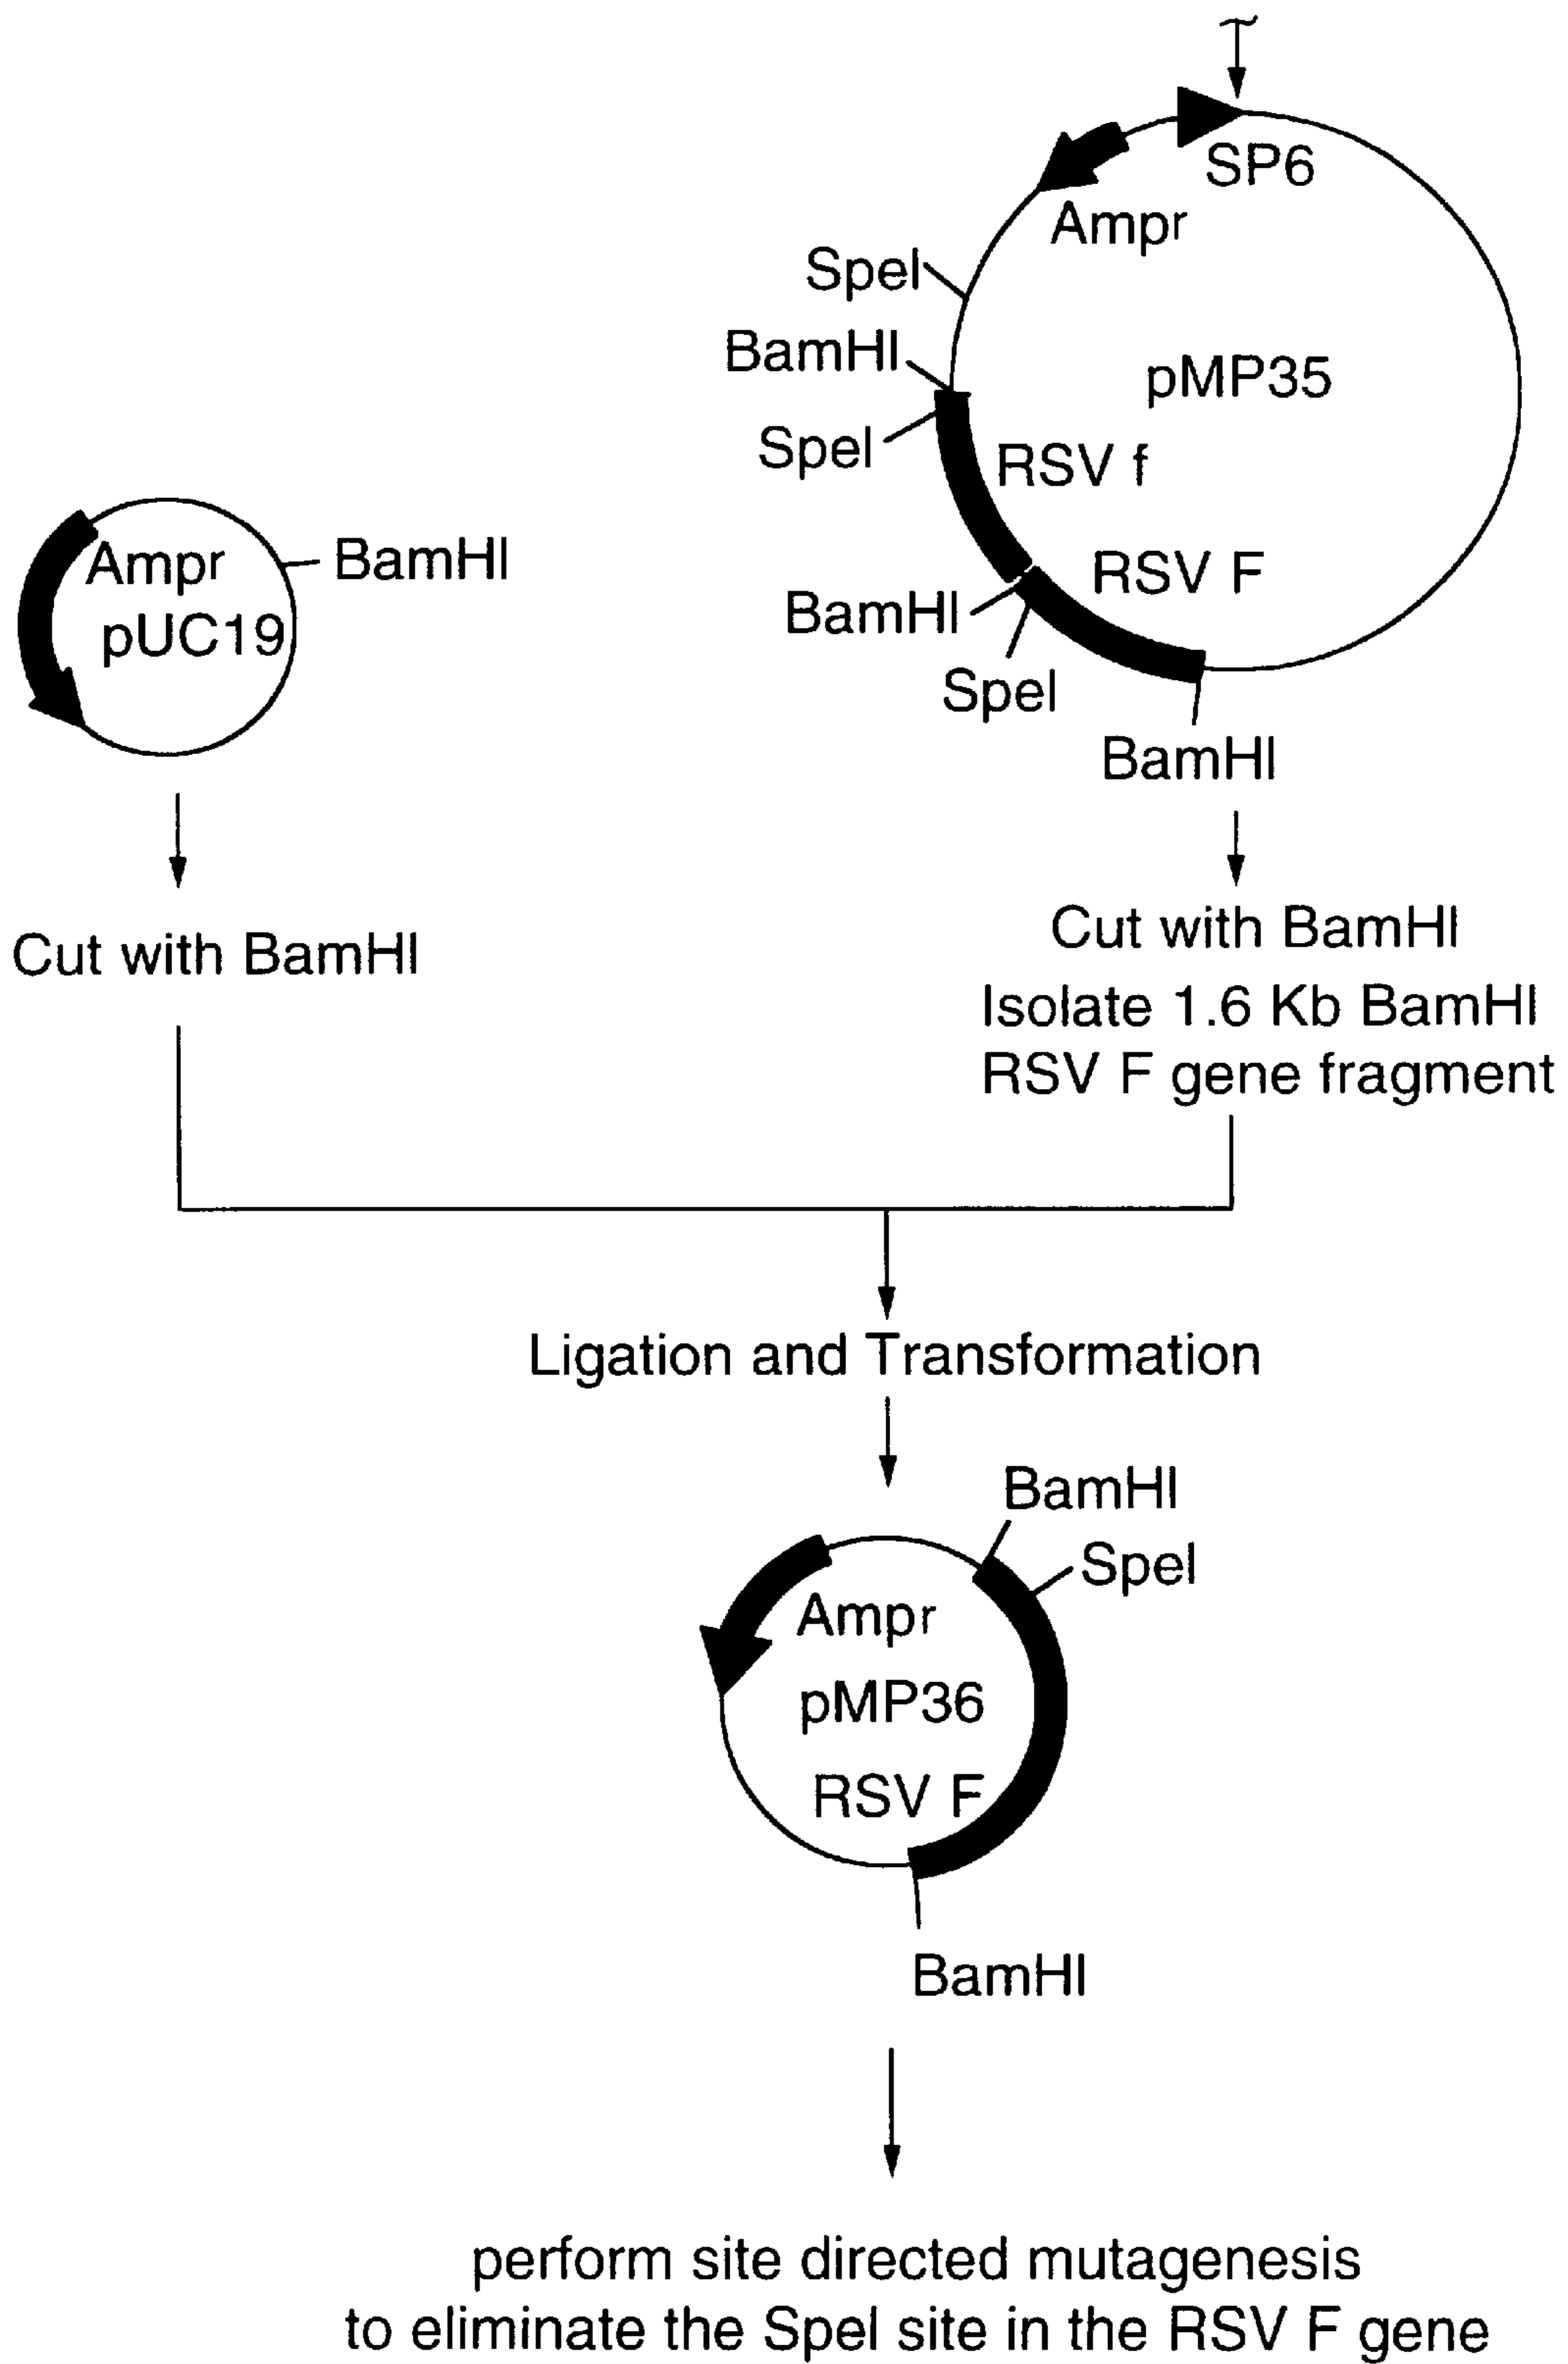 SP6
Ampr
SpeI
BamHI
pMP35
SpeI
RSV f
RSV F
BamHI
SpeI
BamHI
Ampr
pUC19
BamHI
Cut with BamHI
Cut with BamHI
Isolate 1.6 Kb BamHI
RSV F gene fragment
Ligation and Transformation
BamHI
SpeI
Ampr
pMP36
RSV F
BamHI
perform site directed mutagenesis
to eliminate the SpeI site in the RSV F gene